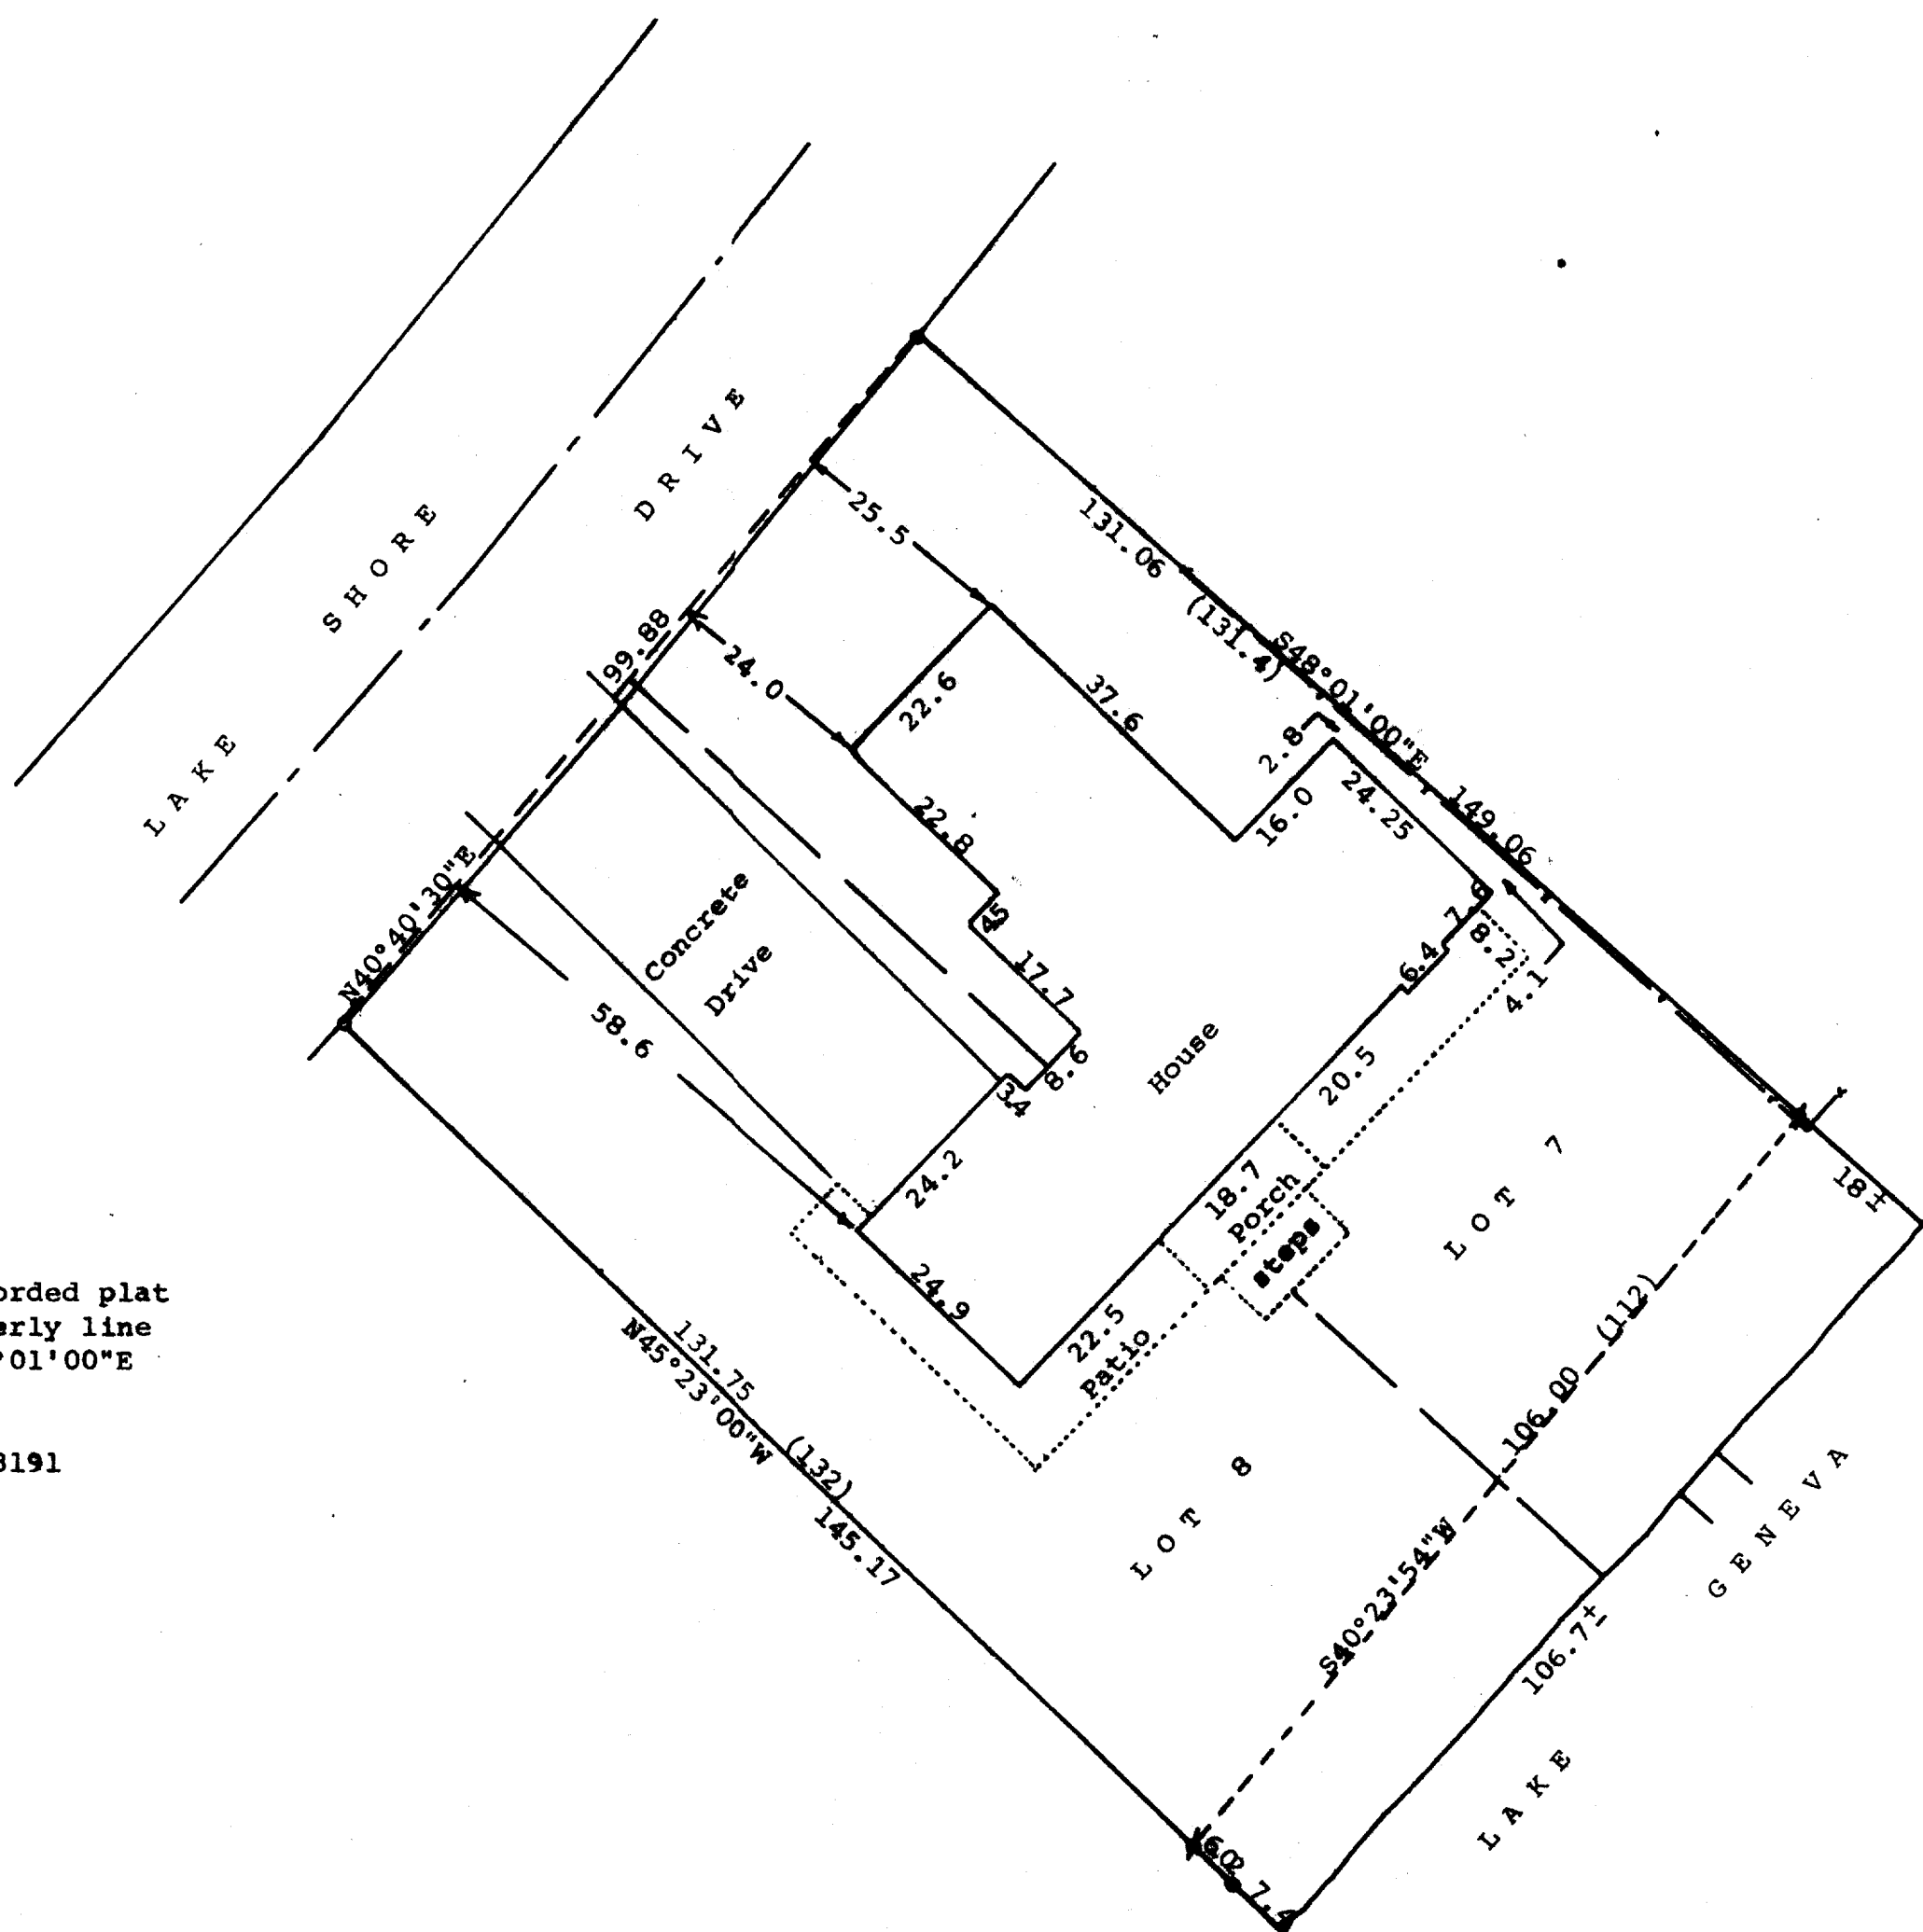 LAKE SHORE DRIVE
25.5
131.06 (131.4)
S48°01'00"E 149.06
99.88
24.0
22.6
37.6
2.8
16.0
24.25
22.8
N40°40'30"E
Concrete
Drive
45
17.7
7
8.2
6.4
4.1
58.6
House
8.6
3.4
20.5
24.2
LOT 7
18±
18.7
Porch
steps
24.9
22.5
Patio
orded plat
erly line
°01'00"E
131.75 (132)
N45°23'00"W 145.17
3191
106.00 (112)
S40°23'54"W
LOT 8
106.7±
LAKE GENEVA